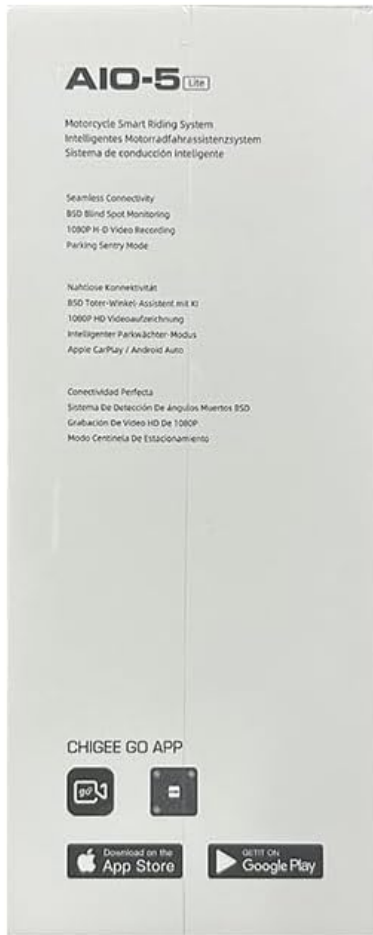 AIO-5 Lite
Motorcycle Smart Riding System
Intelligentes Motorradfahrassistenzsystem
Sistema de conducción inteligente
Seamless Connectivity
BSD Blind Spot Monitoring
1080P H-D Video Recording
Parking Sentry Mode
Nahtlose Konnektivität
BSD Toter-Winkel-Assistent mit KI
1080P HD Videoaufzeichnung
Intelligenter Parkwächter-Modus
Apple CarPlay / Android Auto
Conectividad Perfecta
Sistema De Detección De ángulos Muertos BSD
Grabación De Video HD De 1080P
Modo Centinela De Estacionamiento
CHIGEE GO APP
go
Download on the
App Store
GET IT ON
Google Play